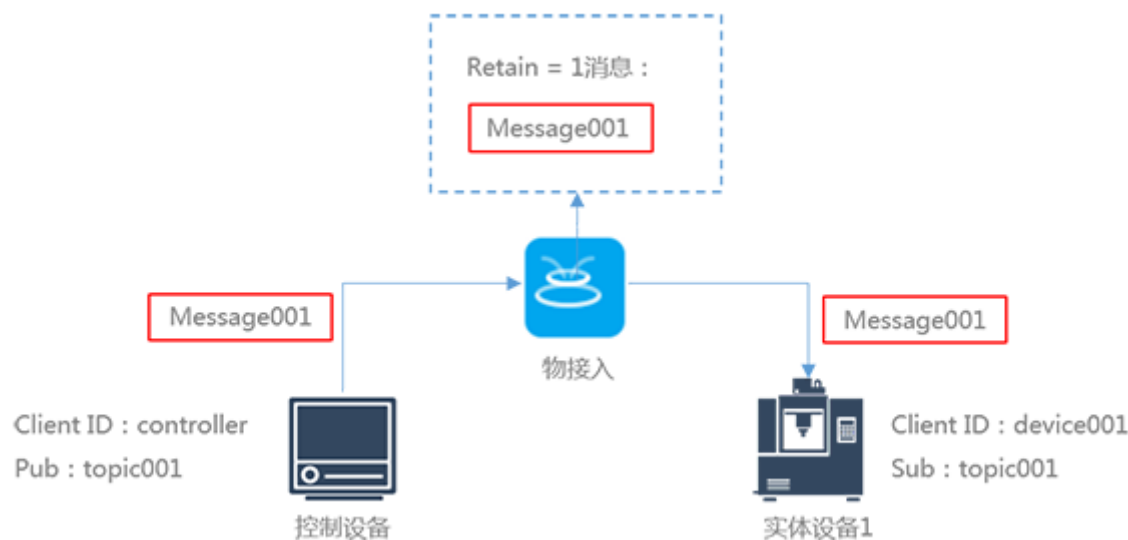 Retain = 1消息：
Message001
Message001
Message001
物接入
Client ID：controller
Pub：topic001
控制设备
Client ID：device001
Sub：topic001
实体设备1